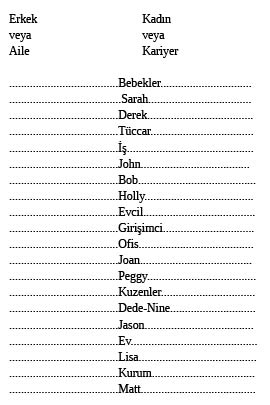 Erkek Kadın
veya veya
Aile Kariyer
........................................Bebekler........................................
........................................Sarah........................................
........................................Derek........................................
........................................Tüccar........................................
........................................İş........................................
........................................John........................................
........................................Bob........................................
........................................Holly........................................
........................................Evcil........................................
........................................Girişimci........................................
........................................Ofis........................................
........................................Joan........................................
........................................Peggy........................................
........................................Kuzenler........................................
........................................Dede-Nine........................................
........................................Jason........................................
........................................Ev........................................
........................................Lisa........................................
........................................Kurum........................................
........................................Matt........................................